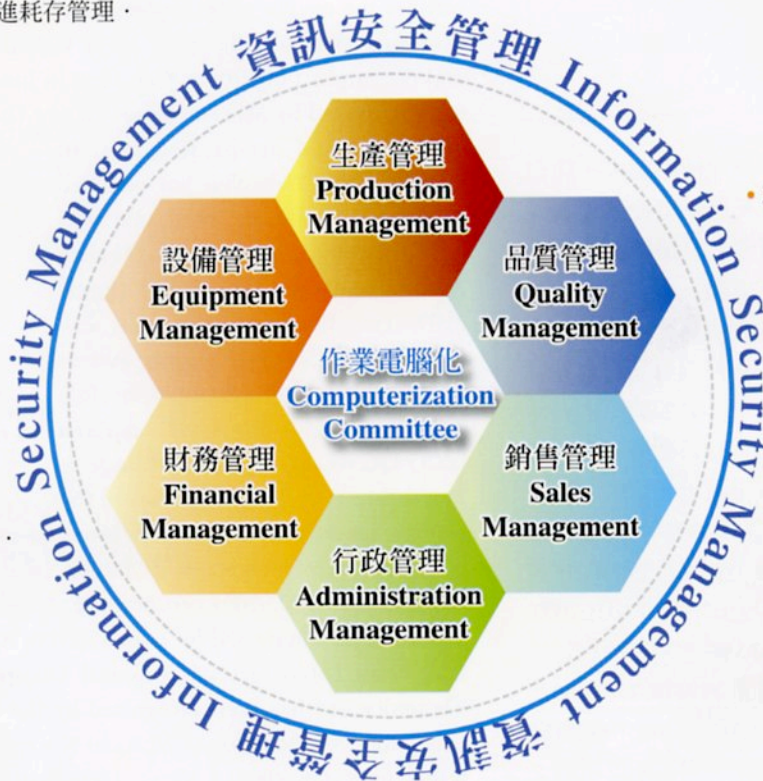 進耗存管理．
資訊安全管理 Information Security Management 資訊安全管理 Information Security Management
生產管理
Production
Management
設備管理
Equipment
Management
品質管理
Quality
Management
作業電腦化
Computerization
Committee
財務管理
Financial
Management
銷售管理
Sales
Management
行政管理
Administration
Management